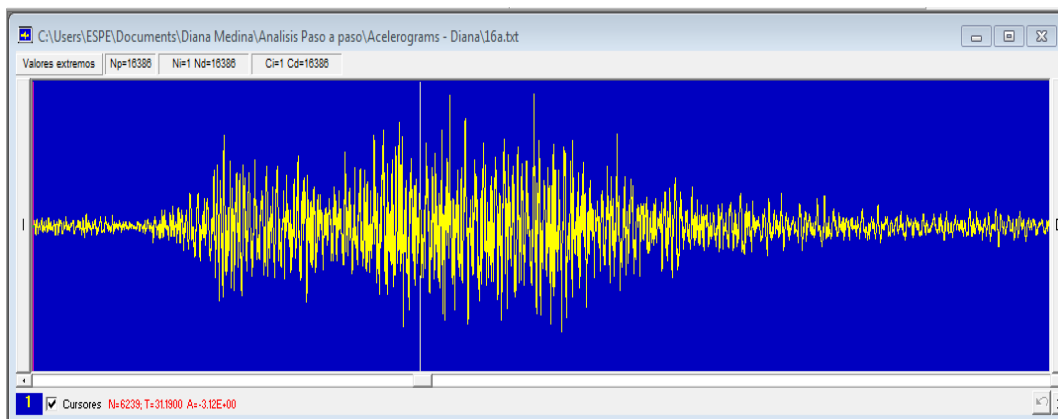 C:\Users\ESPE\Documents\Diana Medina\Analisis Paso a paso\Acelerograms - Diana\16a.txt
Valores extremos Np=16386 Ni=1 Nd=16386 Ci=1 Cd=16386
1 Cursores N=6239; T=31.1900 A=-3.12E+00